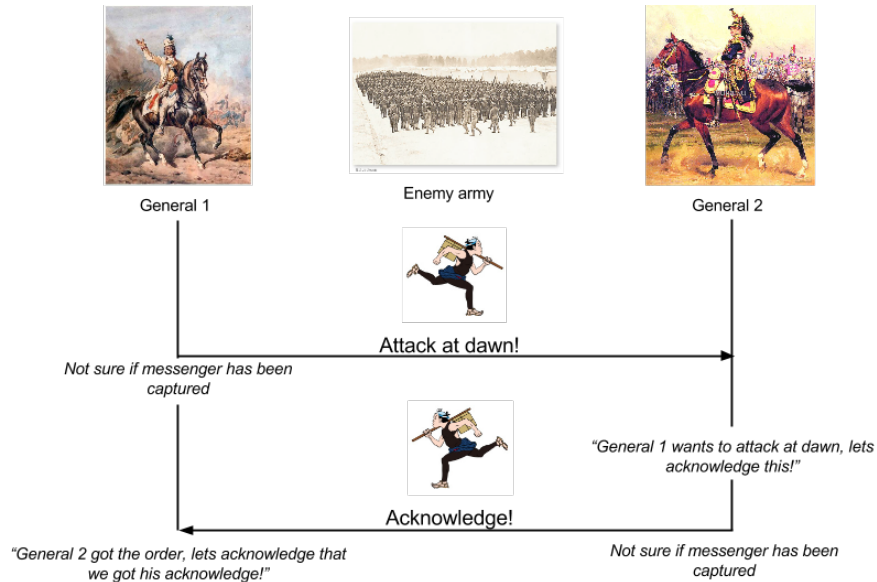 General 1
Enemy army
General 2
Attack at dawn!
Not sure if messenger has been
captured
“General 1 wants to attack at dawn, lets
acknowledge this!”
Acknowledge!
“General 2 got the order, lets acknowledge that
we got his acknowledge!”
Not sure if messenger has been
captured